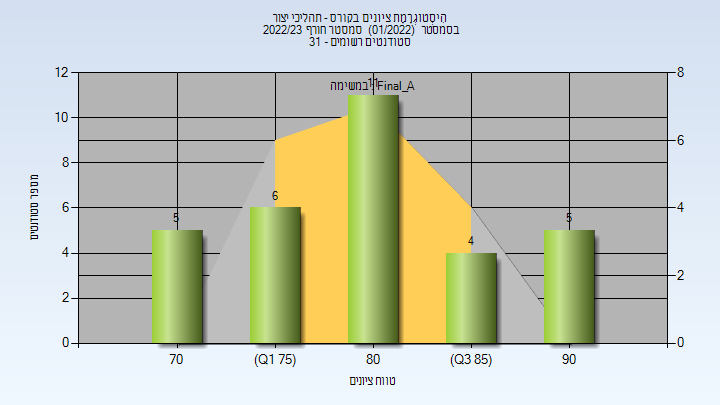 היסטוגרמת ציונים בקורס - תהליכי יצור
בסמסטר (01/2022) סמסטר חורף 2022/23
סטודנטים רשומים - 31
במשימה: Final_A
12
10
8
6
4
2
0
8
6
4
2
0
5
6
11
4
5
מספר סטודנטים
70
(Q1 75)
80
(Q3 85)
90
טווח ציונים